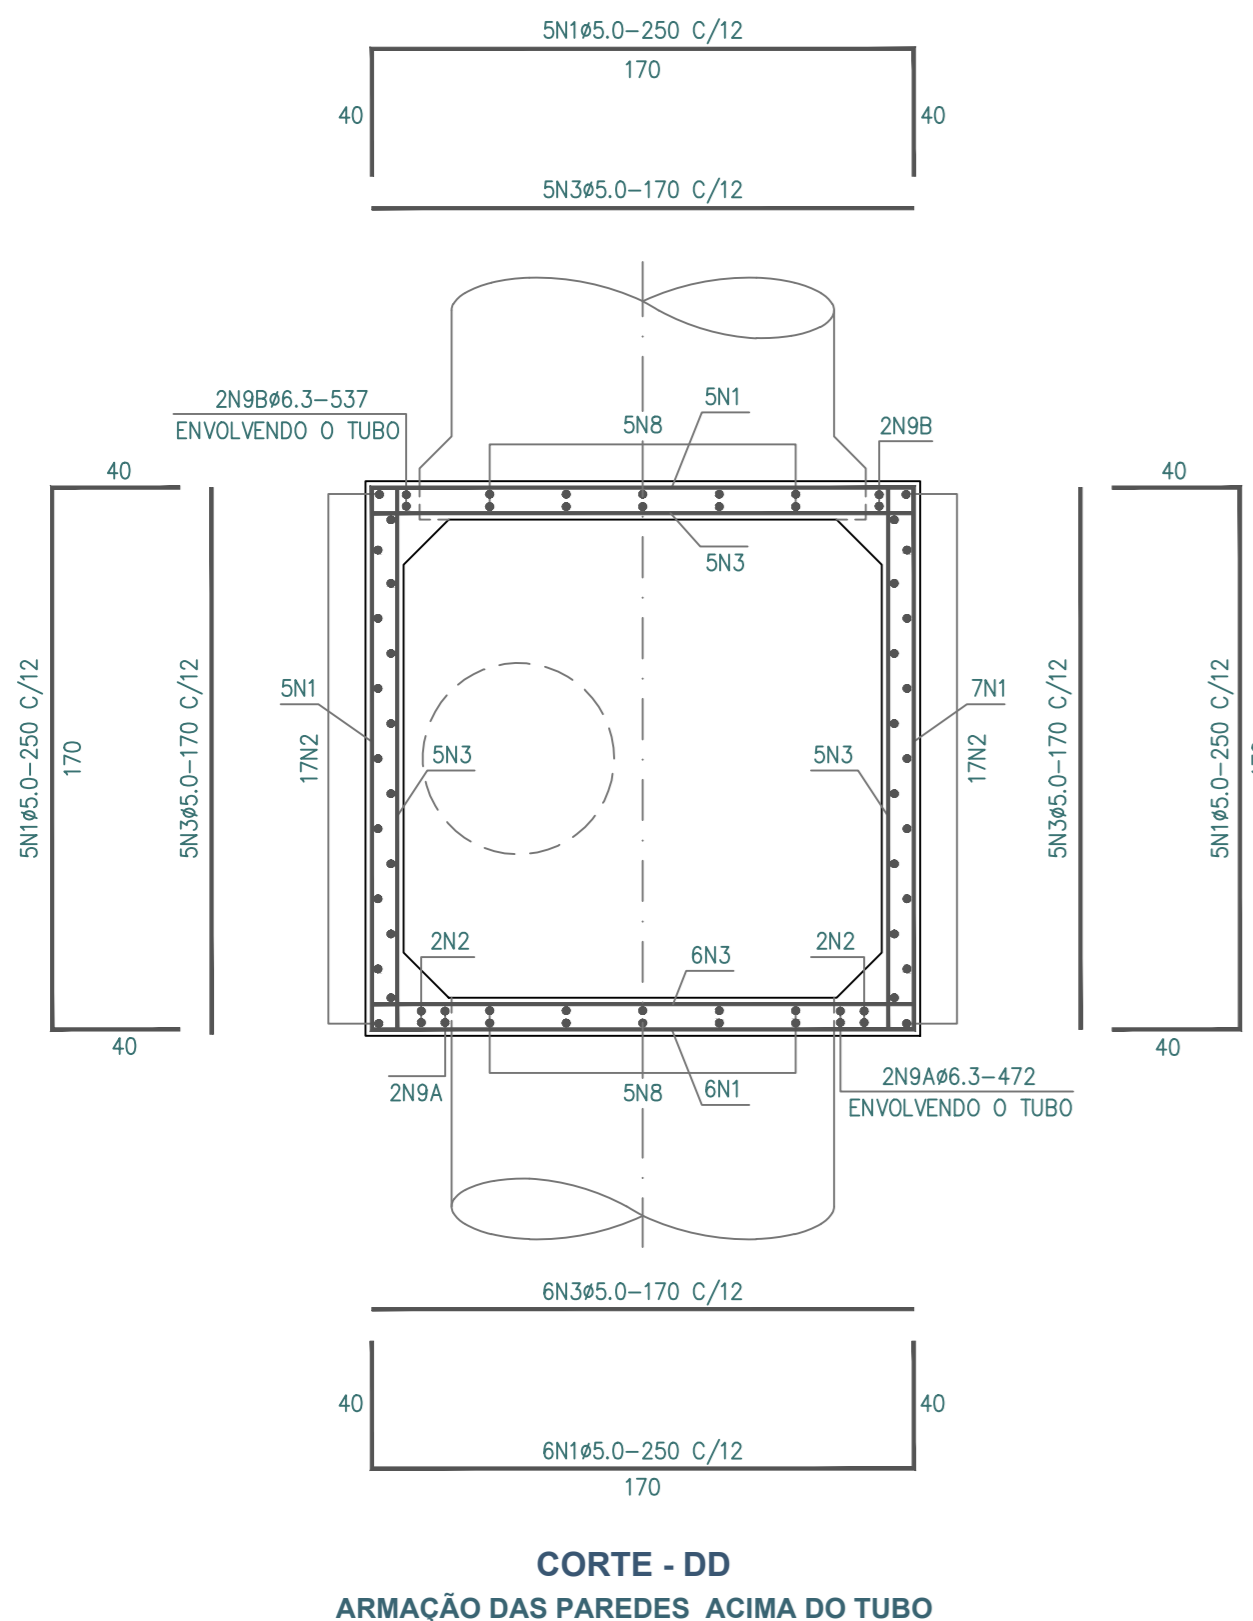 5N1ø5.0-250 C/12
170
40
40
5N3ø5.0-170 C/12
2N9Bø6.3-537
ENVOLVENDO O TUBO
5N8
5N1
2N9B
40
40
5N3
5N1ø5.0-250 C/12
170
5N3ø5.0-170 C/12
5N1
17N2
5N3
5N3
7N1
17N2
5N3ø5.0-170 C/12
5N1ø5.0-250 C/12
2N2
6N3
2N2
40
40
2N9A
5N8
6N1
2N9Aø6.3-472
ENVOLVENDO O TUBO
6N3ø5.0-170 C/12
40
40
6N1ø5.0-250 C/12
170
CORTE - DD
ARMAÇÃO DAS PAREDES ACIMA DO TUBO